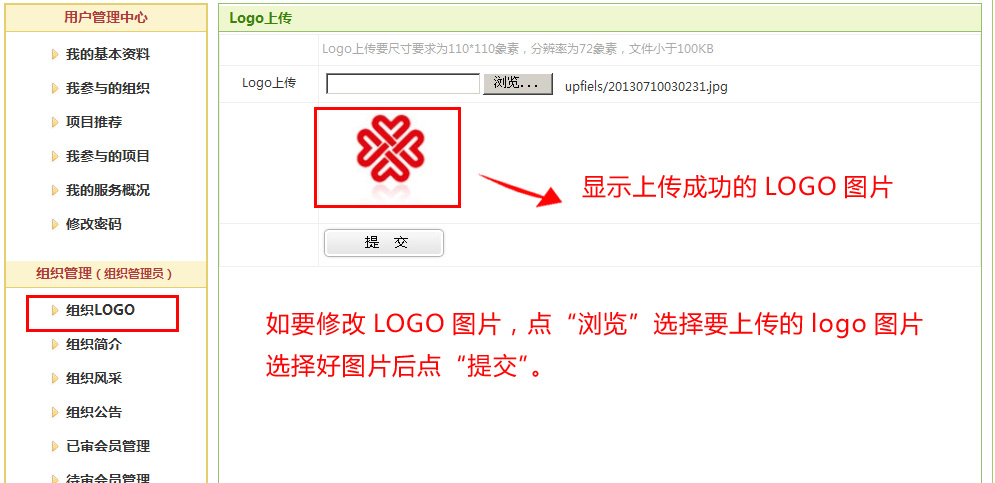 用户管理中心
我的基本资料
我参与的组织
项目推荐
我参与的项目
我的服务概况
修改密码
组织管理（组织管理员）
组织LOGO
组织简介
组织风采
组织公告
已审会员管理
待审会员管理
Logo上传
Logo上传要尺寸要求为110*110象素，分辨率为72象素，文件小于100KB
Logo上传 浏览... upfiels/20130710030231.jpg
显示上传成功的 LOGO 图片
提 交
如要修改 LOGO 图片，点“浏览”选择要上传的 logo 图片
选择好图片后点“提交”。